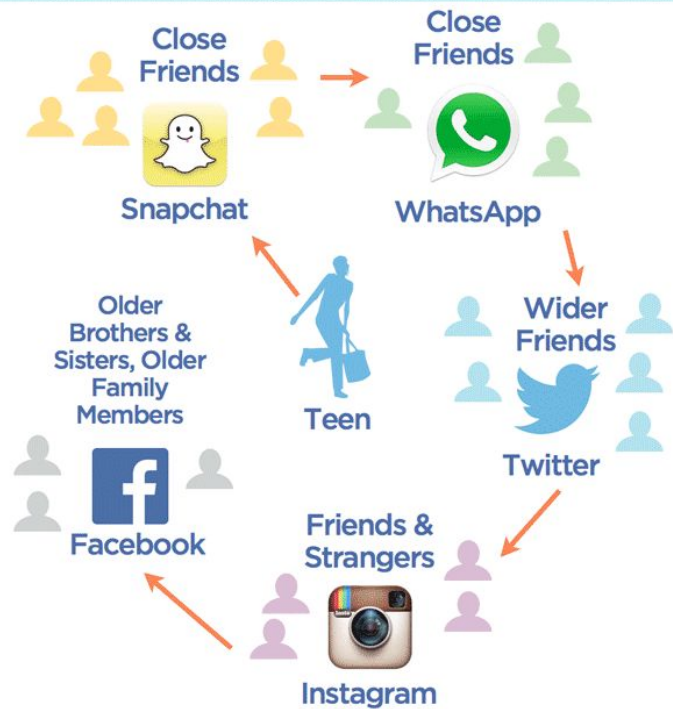 Close
Friends
Snapchat
Close
Friends
WhatsApp
Wider
Friends
Twitter
Teen
Older
Brothers &
Sisters, Older
Family
Members
Facebook
Friends &
Strangers
Instagram